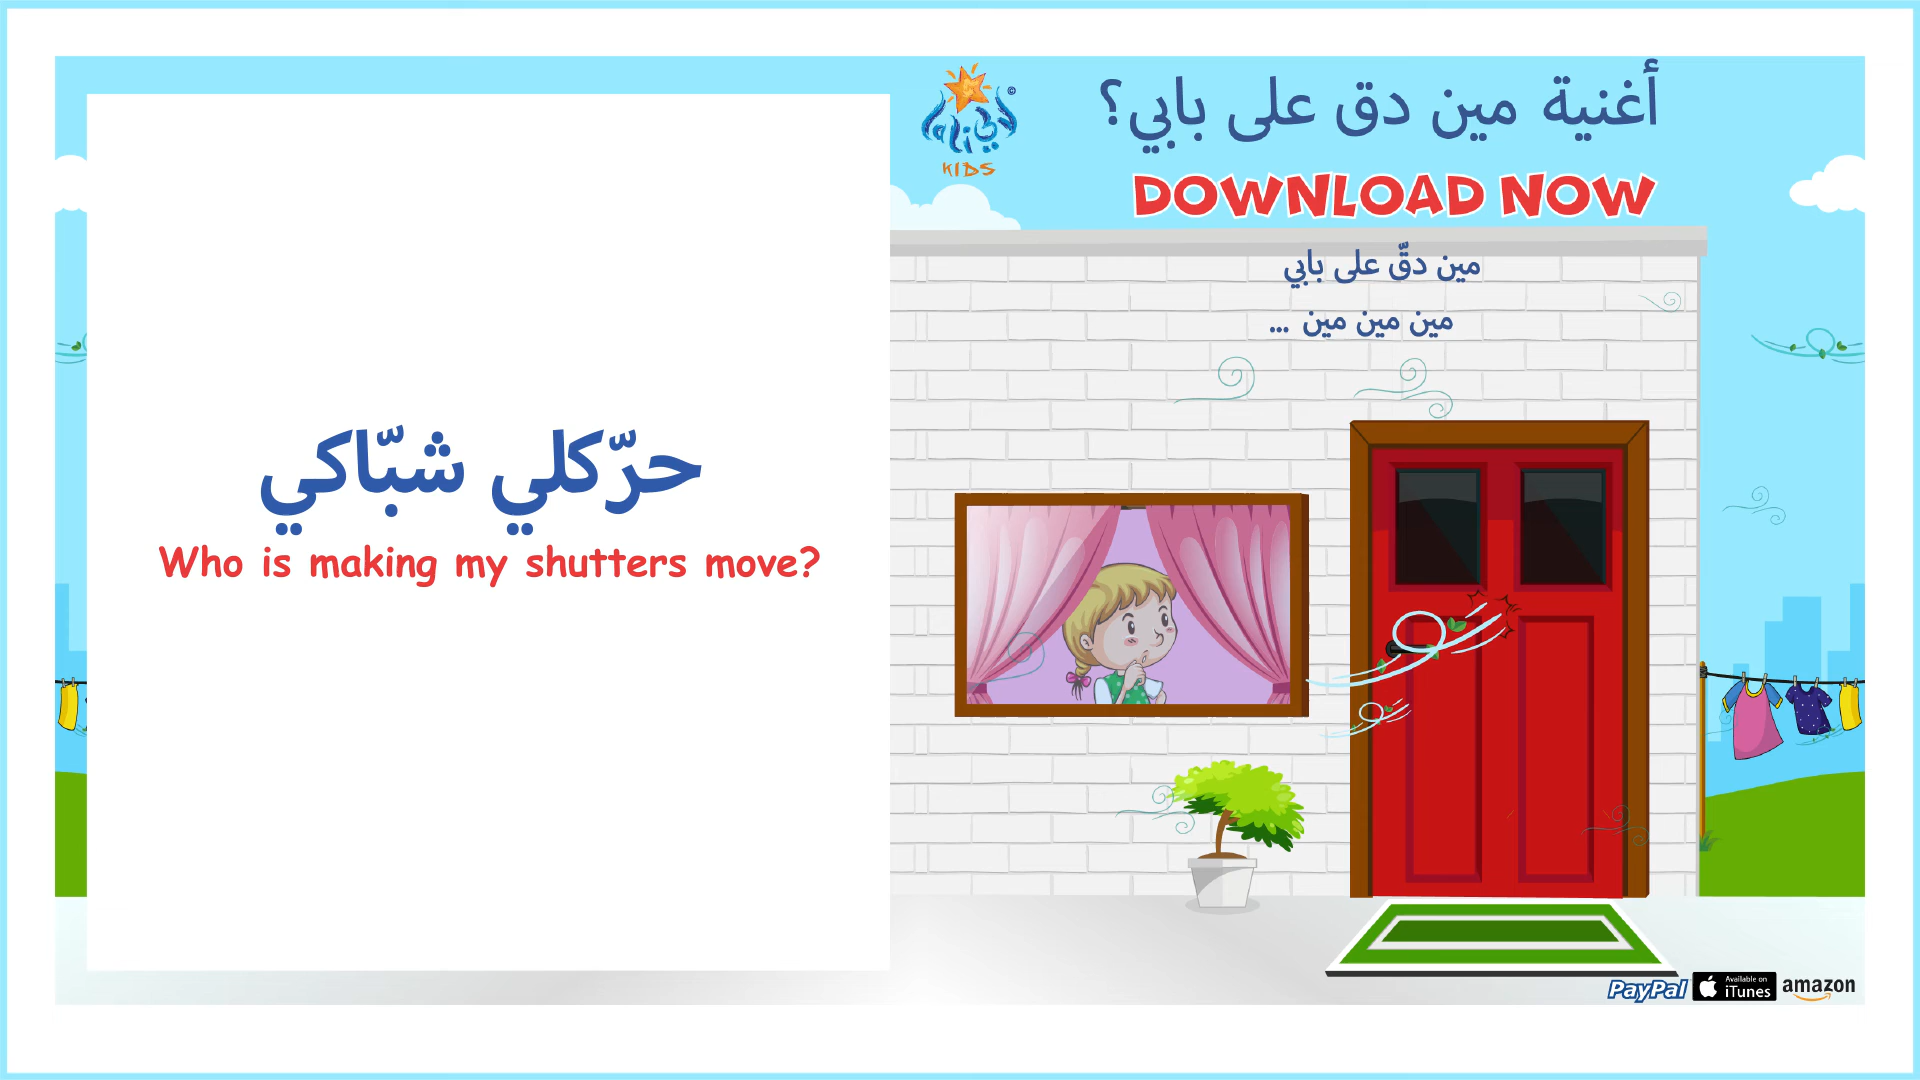 أغنية مين دق على بابي؟
DOWNLOAD NOW
مين دقّ على بابي
مين مين مين ...
حرّكلي شبّاكي
Who is making my shutters move?
KIDS
PayPal
Available on
iTunes
amazon